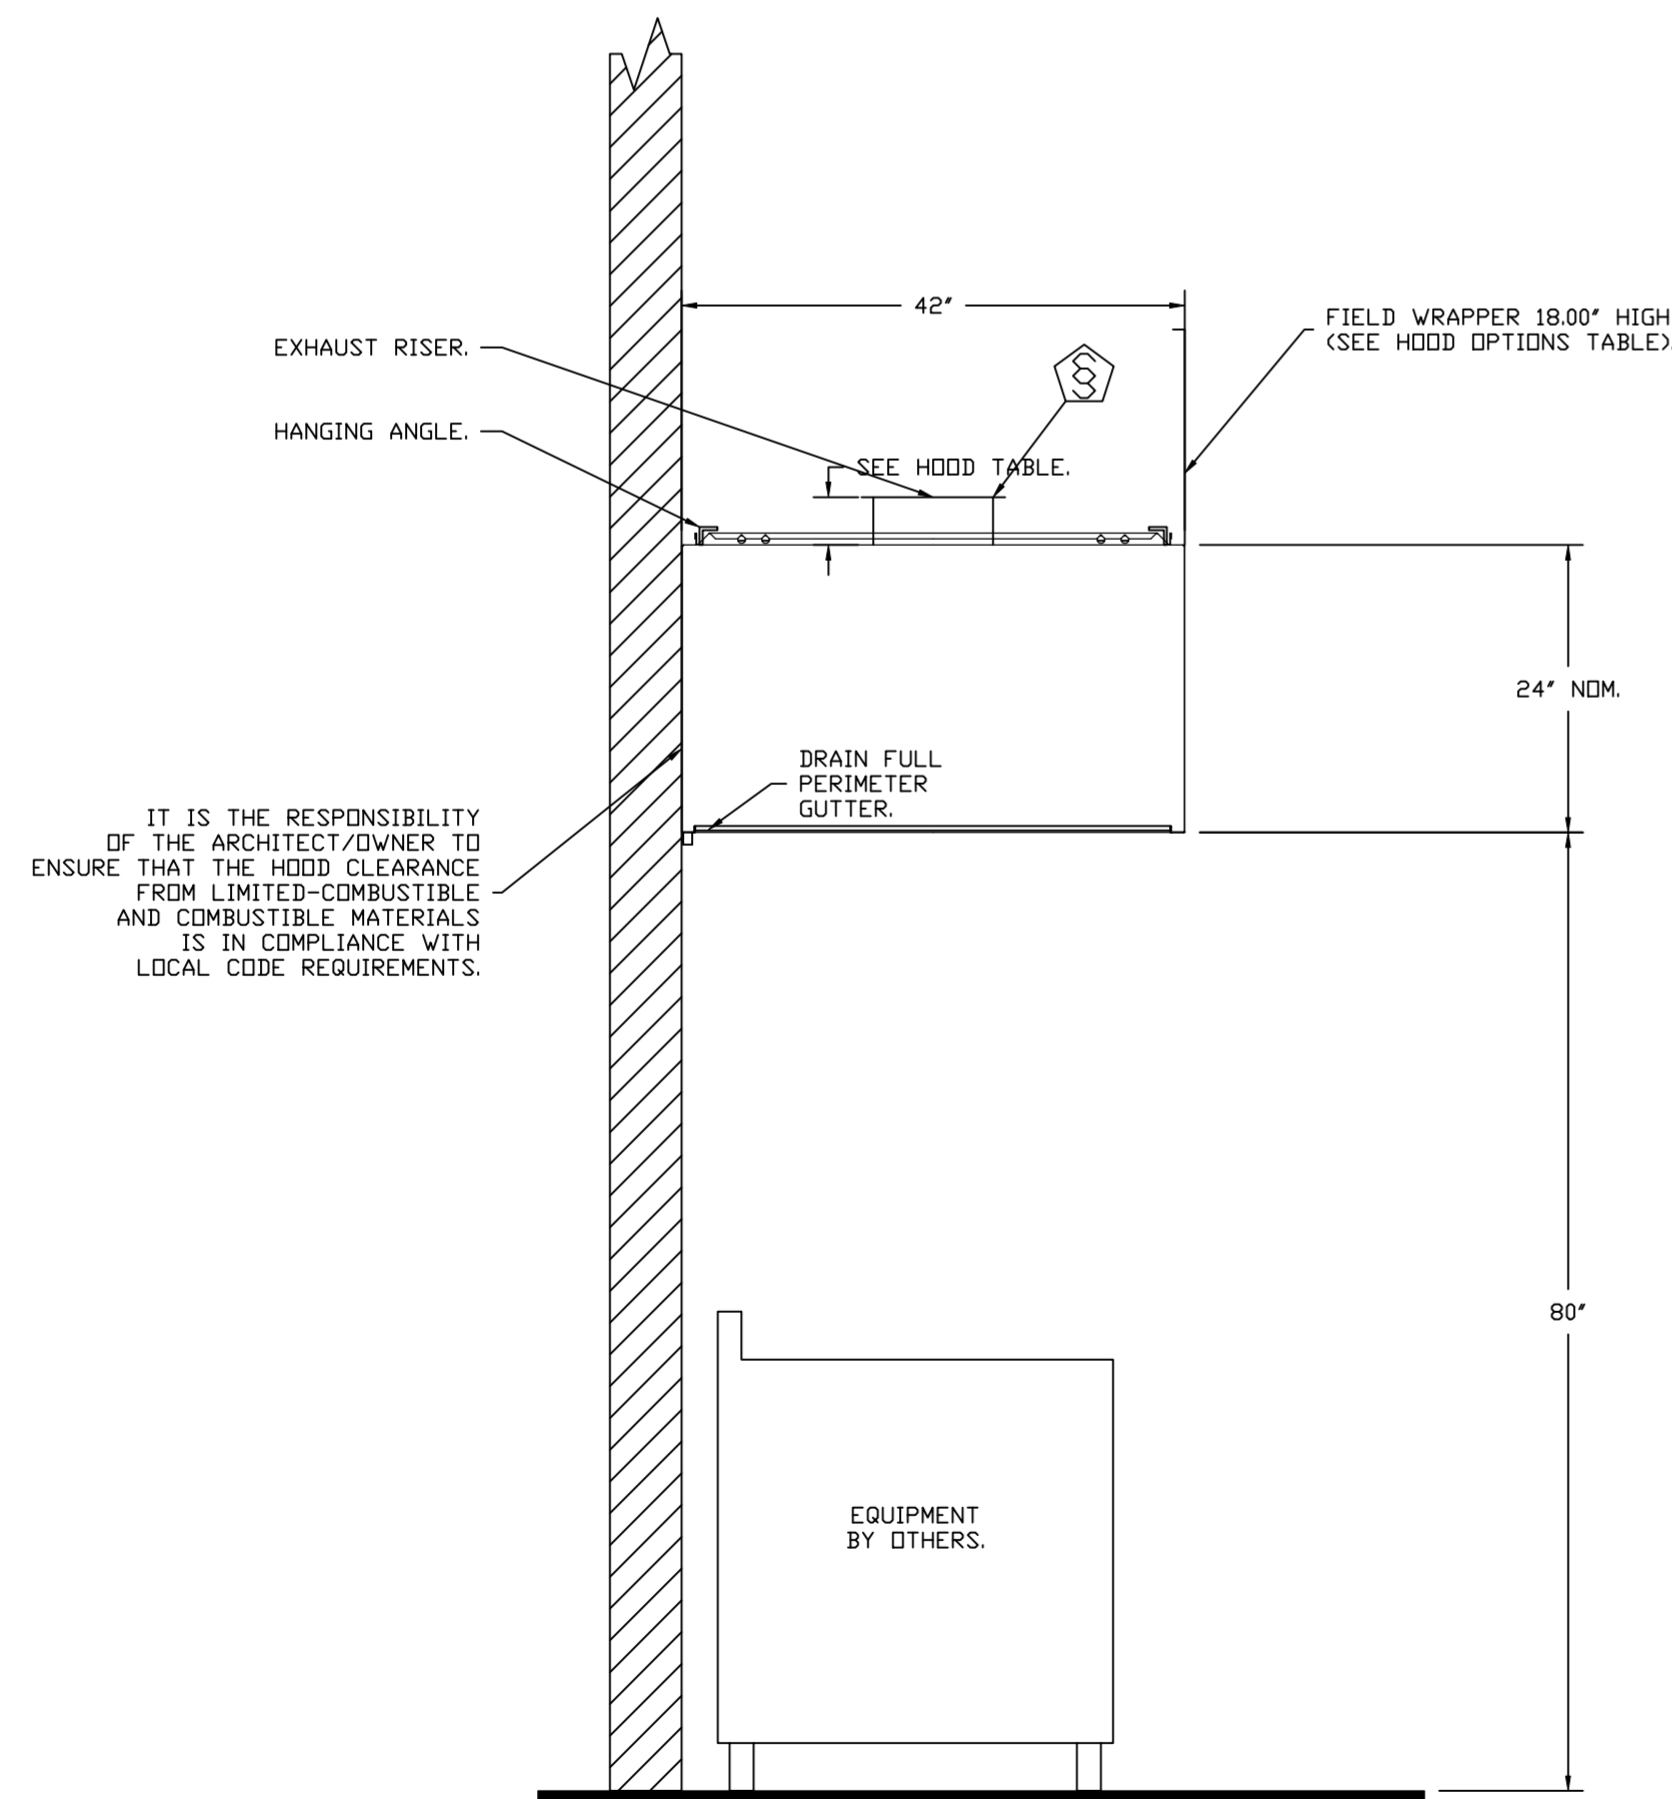 42"
FIELD WRAPPER 18.00" HIGH
(SEE HOOD OPTIONS TABLE).
EXHAUST RISER.
HANGING ANGLE.
SEE HOOD TABLE.
24" NOM.
DRAIN FULL
PERIMETER
GUTTER.
IT IS THE RESPONSIBILITY
OF THE ARCHITECT/OWNER TO
ENSURE THAT THE HOOD CLEARANCE
FROM LIMITED-COMBUSTIBLE
AND COMBUSTIBLE MATERIALS
IS IN COMPLIANCE WITH
LOCAL CODE REQUIREMENTS.
80"
EQUIPMENT
BY OTHERS.